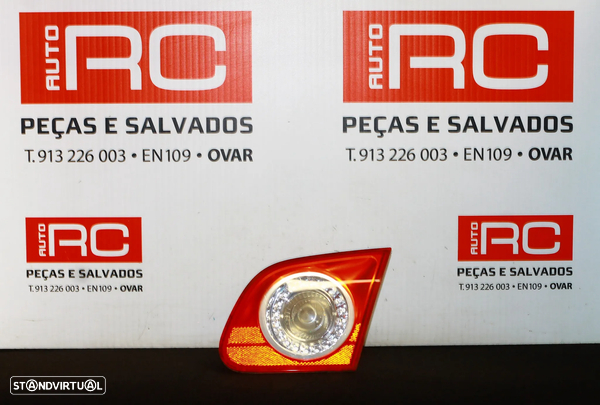 AUTO RC
PEÇAS E SALVADOS
T. 913 226 003 • EN109 • OVAR
AUTO RC
PEÇAS E SALVADOS
T. 913 226 003 • EN109 • OVAR
AUTO RC
PEÇAS E SALVADOS
T. 913 226 003 • EN109 • OVAR
AUTO RC
PEÇAS E SALVADOS
T. 913 226 003 • EN109 • OVAR
STANDVIRTUAL